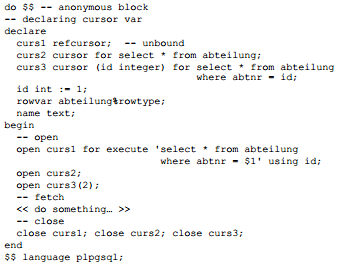 do $$ -- anonymous block
-- declaring cursor var
declare
curs1 refcursor; -- unbound
curs2 cursor for select * from abteilung;
curs3 cursor (id integer) for select * from abteilung
where abtnr = id;
id int := 1;
rowvar abteilung%rowtype;
name text;
begin
-- open
open curs1 for execute 'select * from abteilung
where abtnr = $1' using id;
open curs2;
open curs3(2);
-- fetch
<< do something… >>
-- close
close curs1; close curs2; close curs3;
end
$$ language plpgsql;